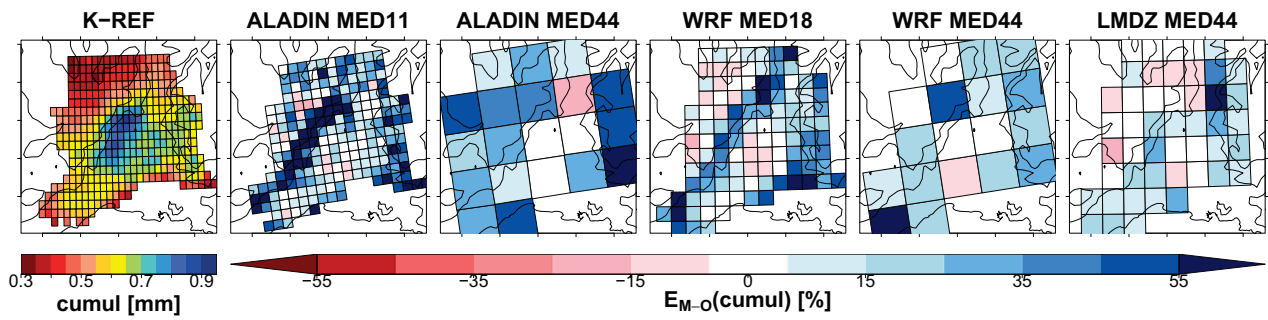 K−REF ALADIN MED11 ALADIN MED44 WRF MED18 WRF MED44 LMDZ MED44
0.3 0.5 0.7 0.9 −55 −35 −15 0 15 35 55
cumul [mm] E_M−O(cumul) [%]